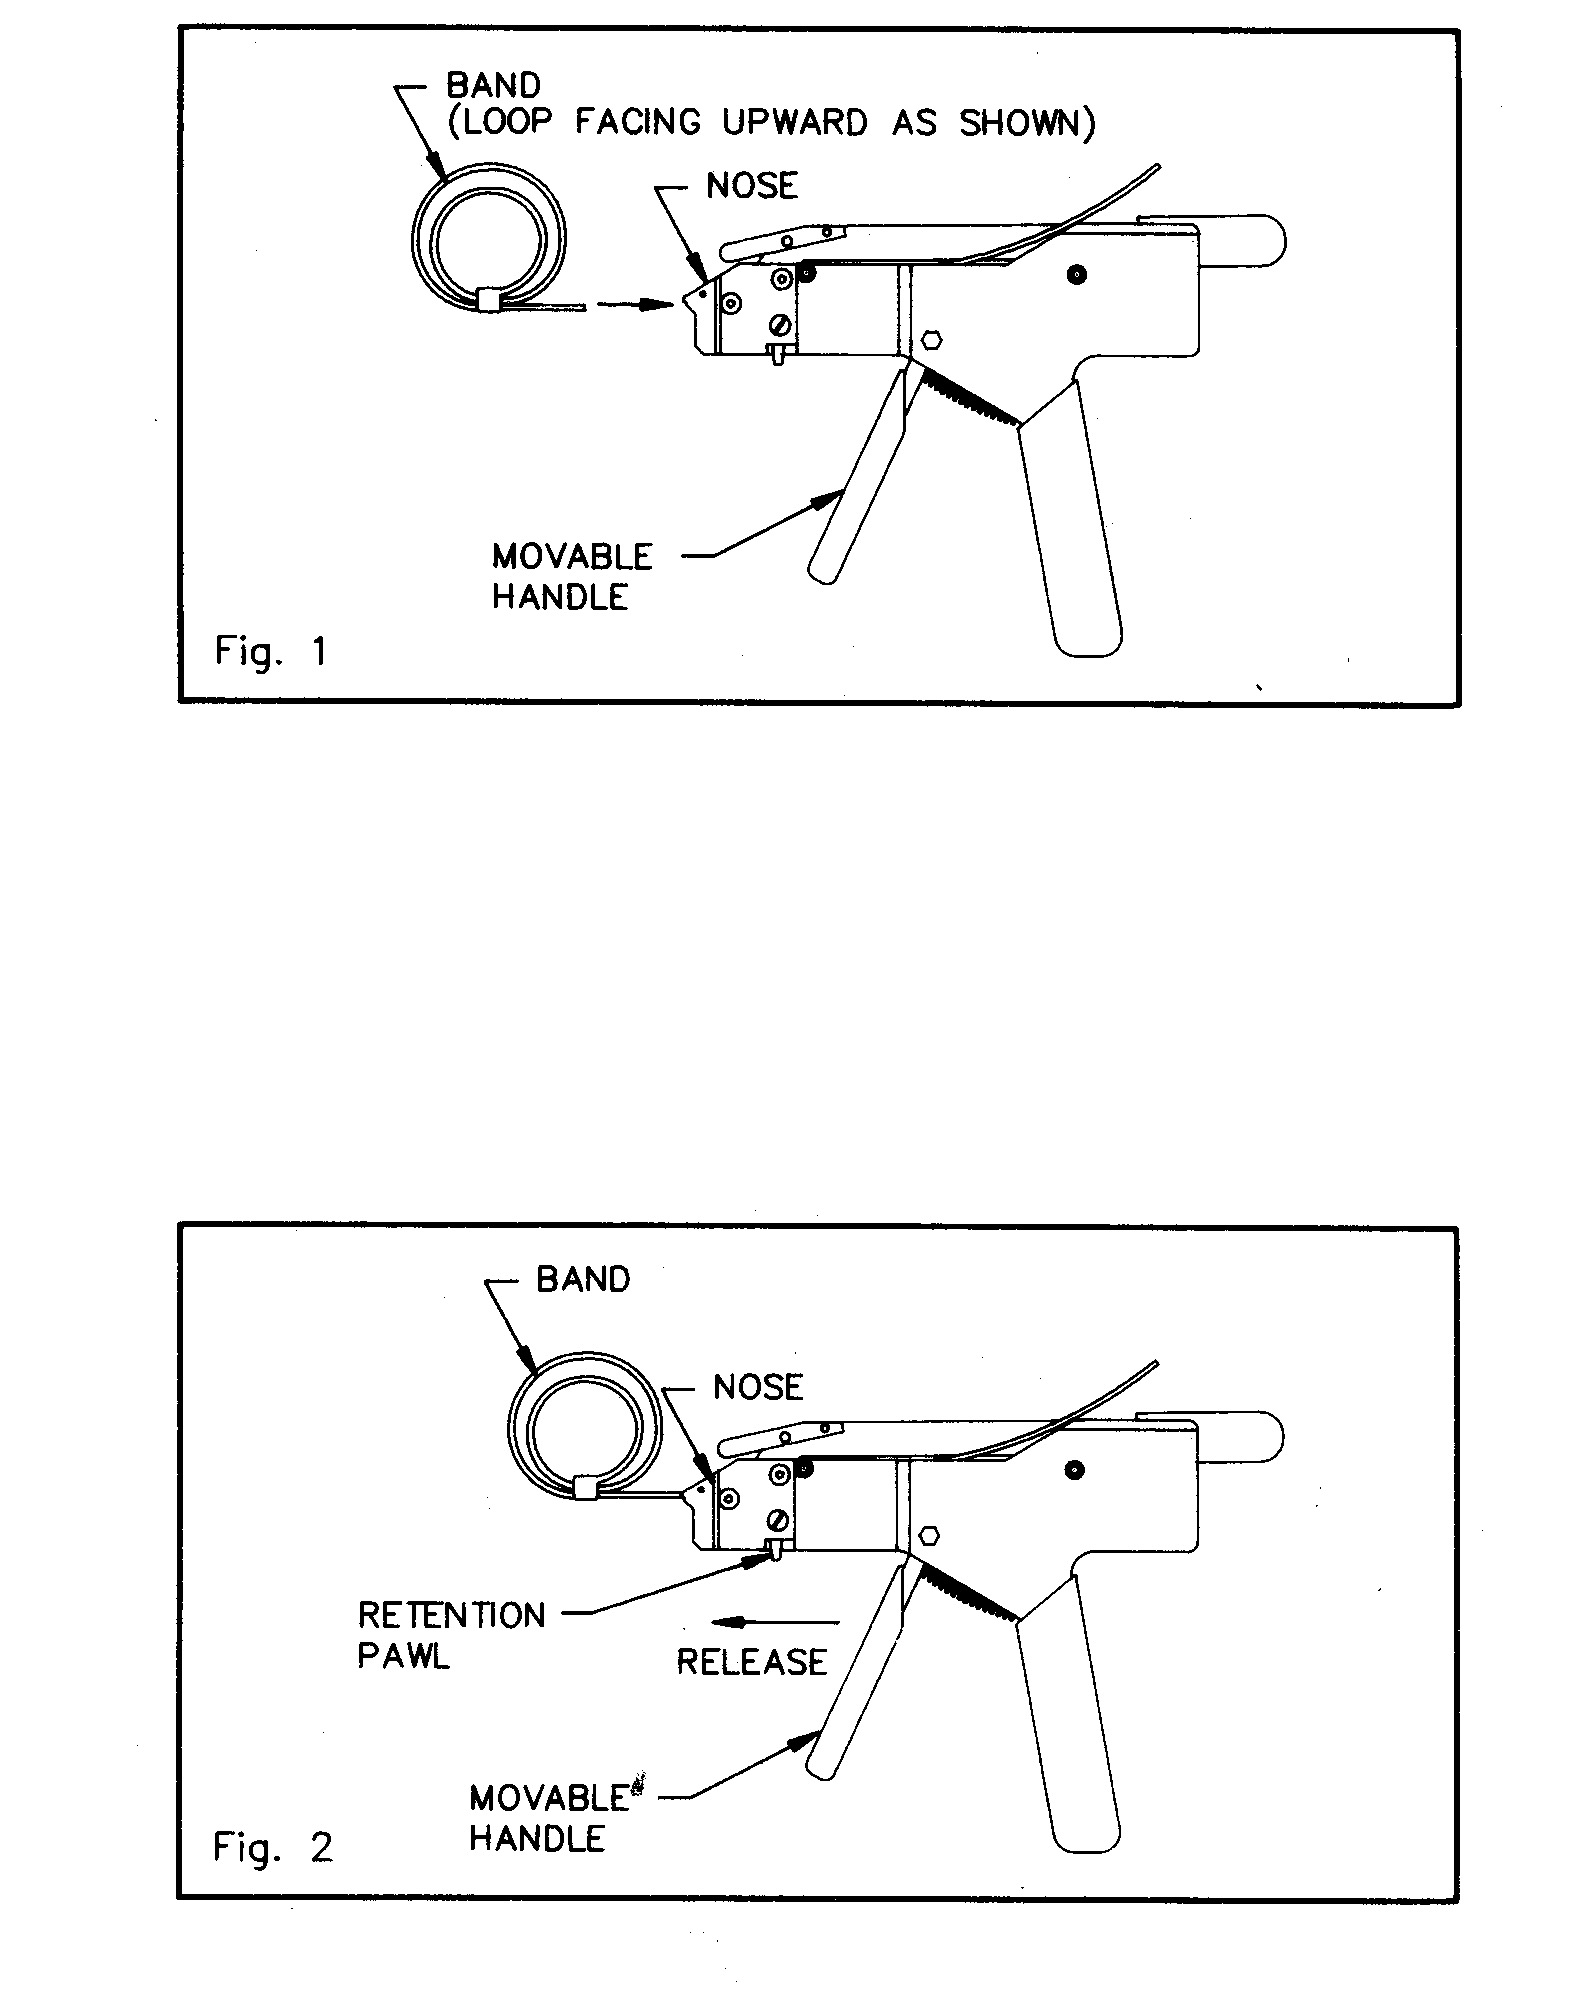 BAND
(LOOP FACING UPWARD AS SHOWN)
NOSE
MOVABLE
HANDLE
Fig. 1
BAND
NOSE
RETENTION
PAWL
RELEASE
MOVABLE
HANDLE
Fig. 2